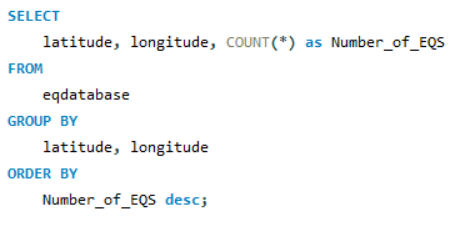 SELECT
latitude, longitude, COUNT(*) as Number_of_EQS
FROM
eqdatabase
GROUP BY
latitude, longitude
ORDER BY
Number_of_EQS desc;